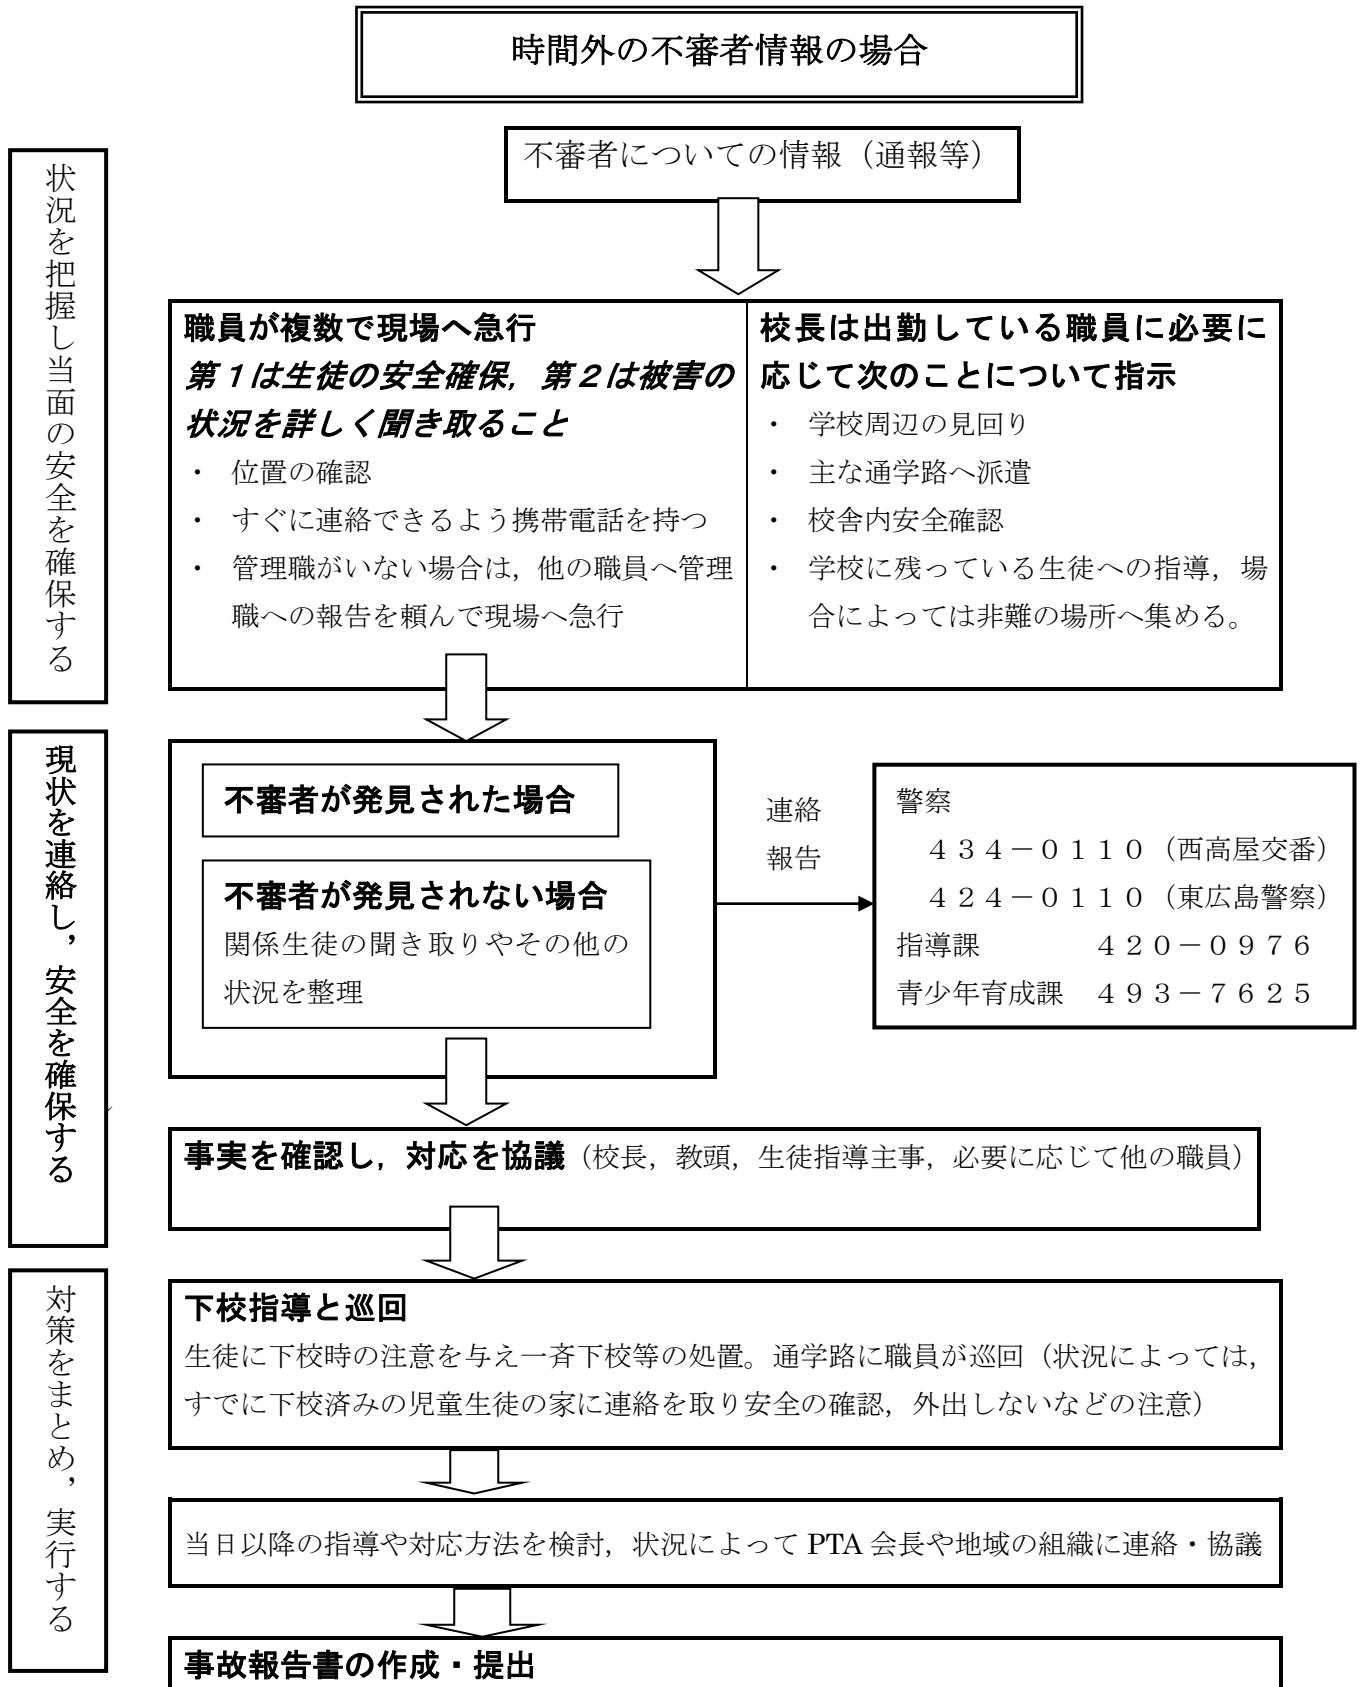 時間外の不審者情報の場合
不審者についての情報（通報等）
状況を把握し当面の安全を確保する
職員が複数で現場へ急行
第１は生徒の安全確保，第２は被害の
状況を詳しく聞き取ること
・ 位置の確認
・ すぐに連絡できるよう携帯電話を持つ
・ 管理職がいない場合は，他の職員へ管理
職への報告を頼んで現場へ急行
校長は出勤している職員に必要に
応じて次のことについて指示
・ 学校周辺の見回り
・ 主な通学路へ派遣
・ 校舎内安全確認
・ 学校に残っている生徒への指導，場
合によっては非難の場所へ集める。
現状を連絡し，安全を確保する
不審者が発見された場合
不審者が発見されない場合
関係生徒の聞き取りやその他の
状況を整理
連絡
報告
警察
４３４－０１１０（西高屋交番）
４２４－０１１０（東広島警察）
指導課 ４２０－０９７６
青少年育成課 ４９３－７６２５
事実を確認し，対応を協議（校長，教頭，生徒指導主事，必要に応じて他の職員）
対策をまとめ，実行する
下校指導と巡回
生徒に下校時の注意を与え一斉下校等の処置。通学路に職員が巡回（状況によっては，
すでに下校済みの児童生徒の家に連絡を取り安全の確認，外出しないなどの注意）
当日以降の指導や対応方法を検討，状況によって PTA 会長や地域の組織に連絡・協議
事故報告書の作成・提出